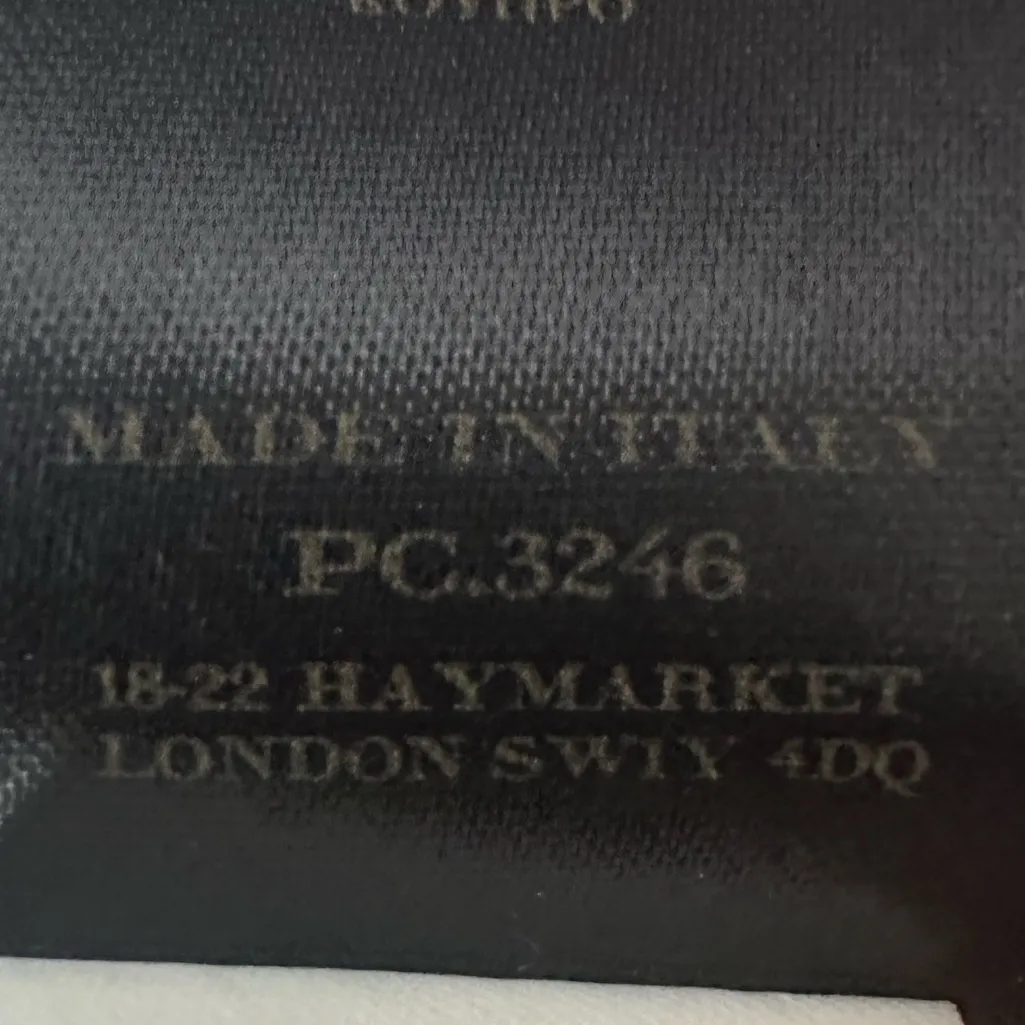 MADE IN ITALY
PC.3246
18-22 HAYMARKET
LONDON SW1Y 4DQ